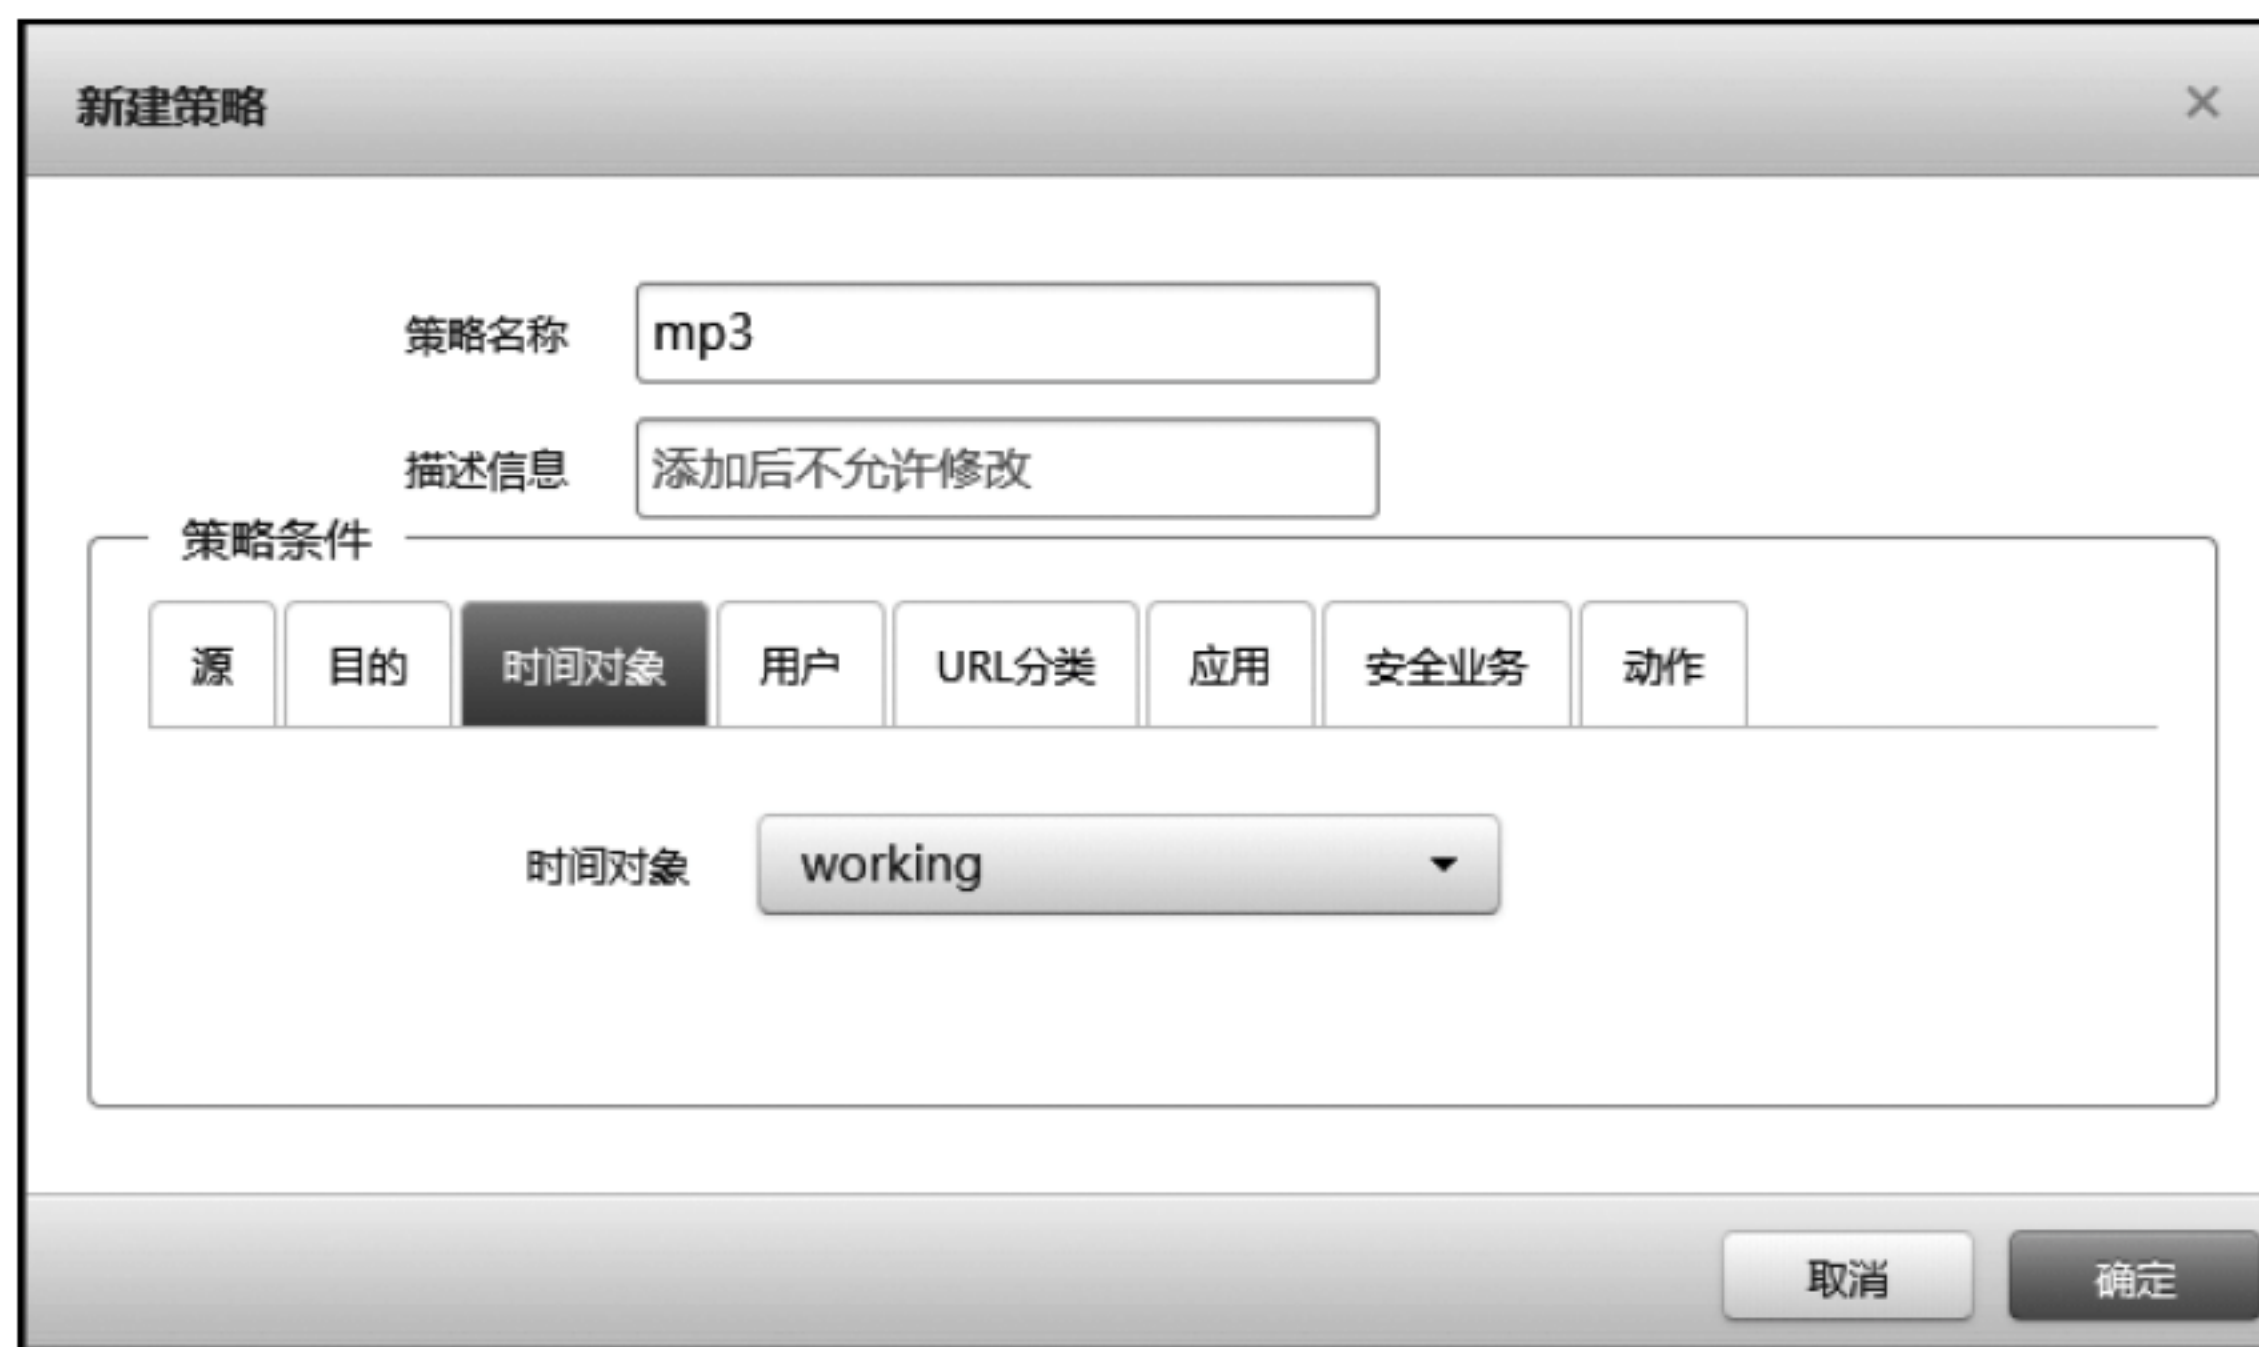 新建策略 ×
策略名称 mp3
描述信息 添加后不允许修改
策略条件
源 目的 时间对象 用户 URL分类 应用 安全业务 动作
时间对象 working
取消 确定